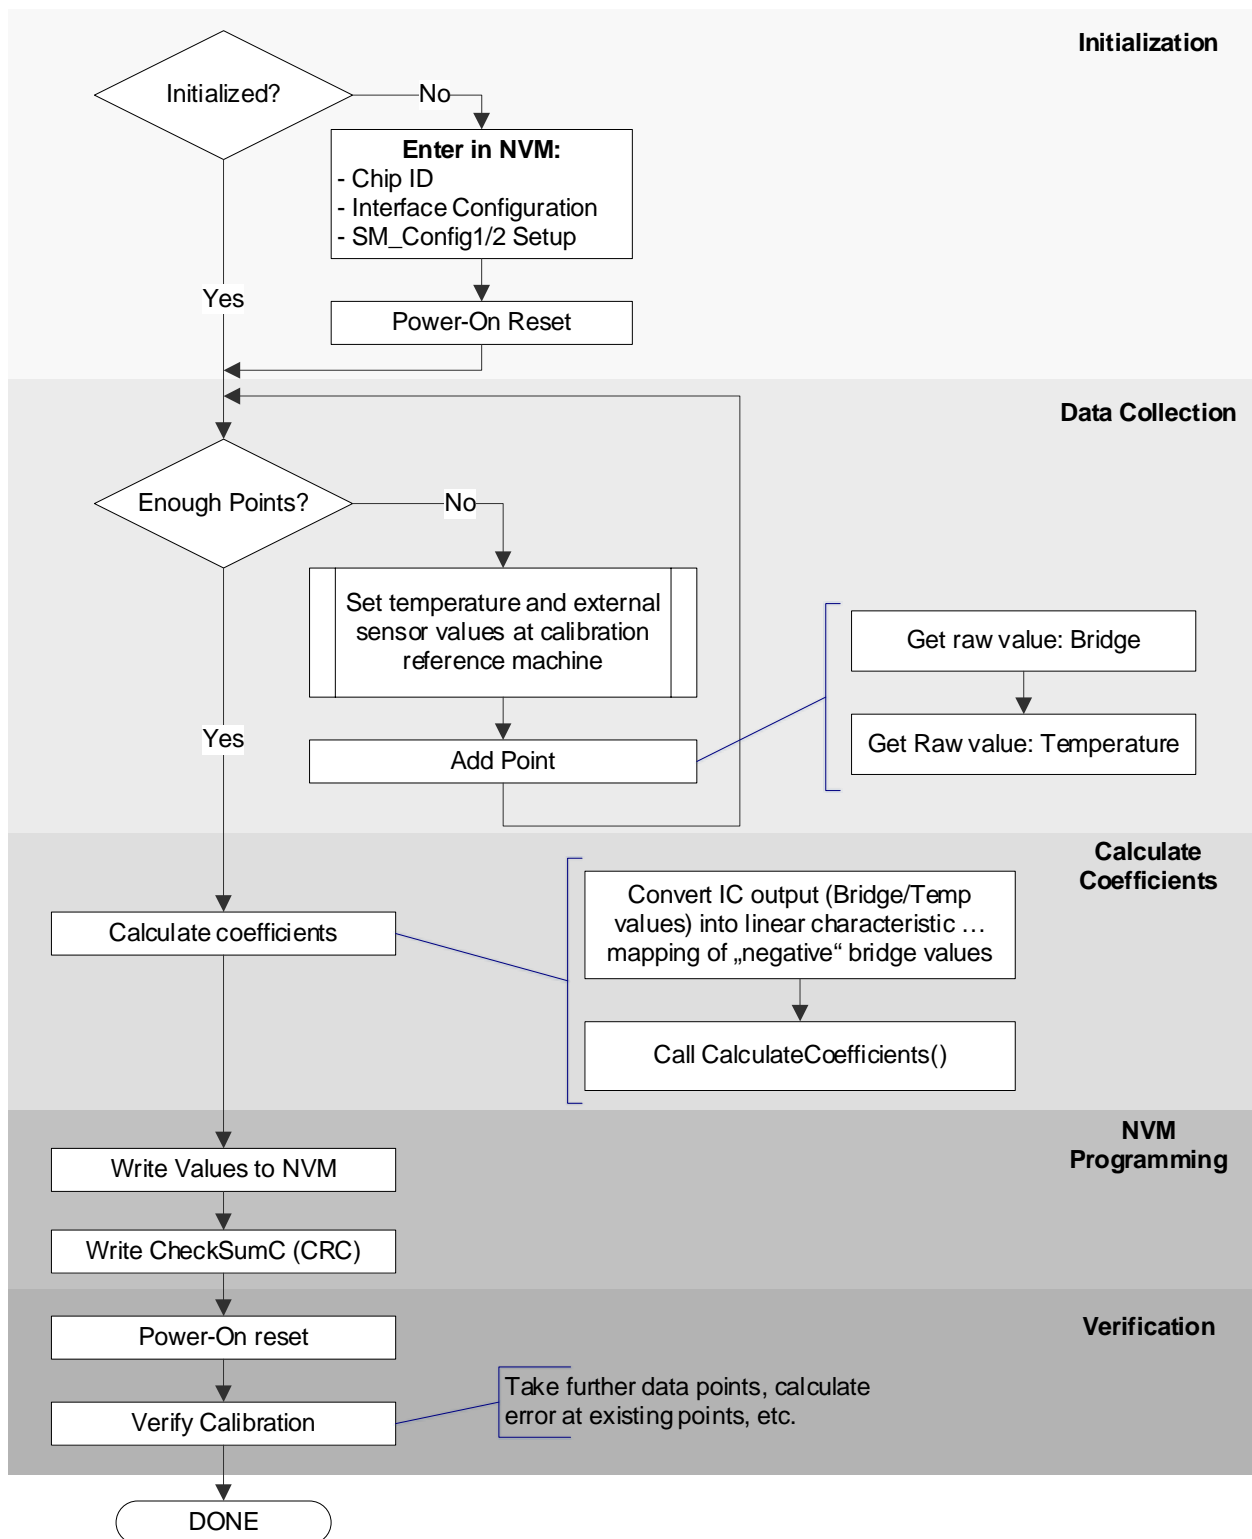 Initialization
Initialized?
No
Enter in NVM:
- Chip ID
- Interface Configuration
- SM_Config1/2 Setup
Yes
Power-On Reset
Data Collection
Enough Points?
No
Set temperature and external
sensor values at calibration
reference machine
Get raw value: Bridge
Yes
Add Point
Get Raw value: Temperature
Calculate
Coefficients
Calculate coefficients
Convert IC output (Bridge/Temp
values) into linear characteristic …
mapping of „negative“ bridge values
Call CalculateCoefficients()
NVM
Programming
Write Values to NVM
Write CheckSumC (CRC)
Verification
Power-On reset
Verify Calibration
Take further data points, calculate
error at existing points, etc.
DONE